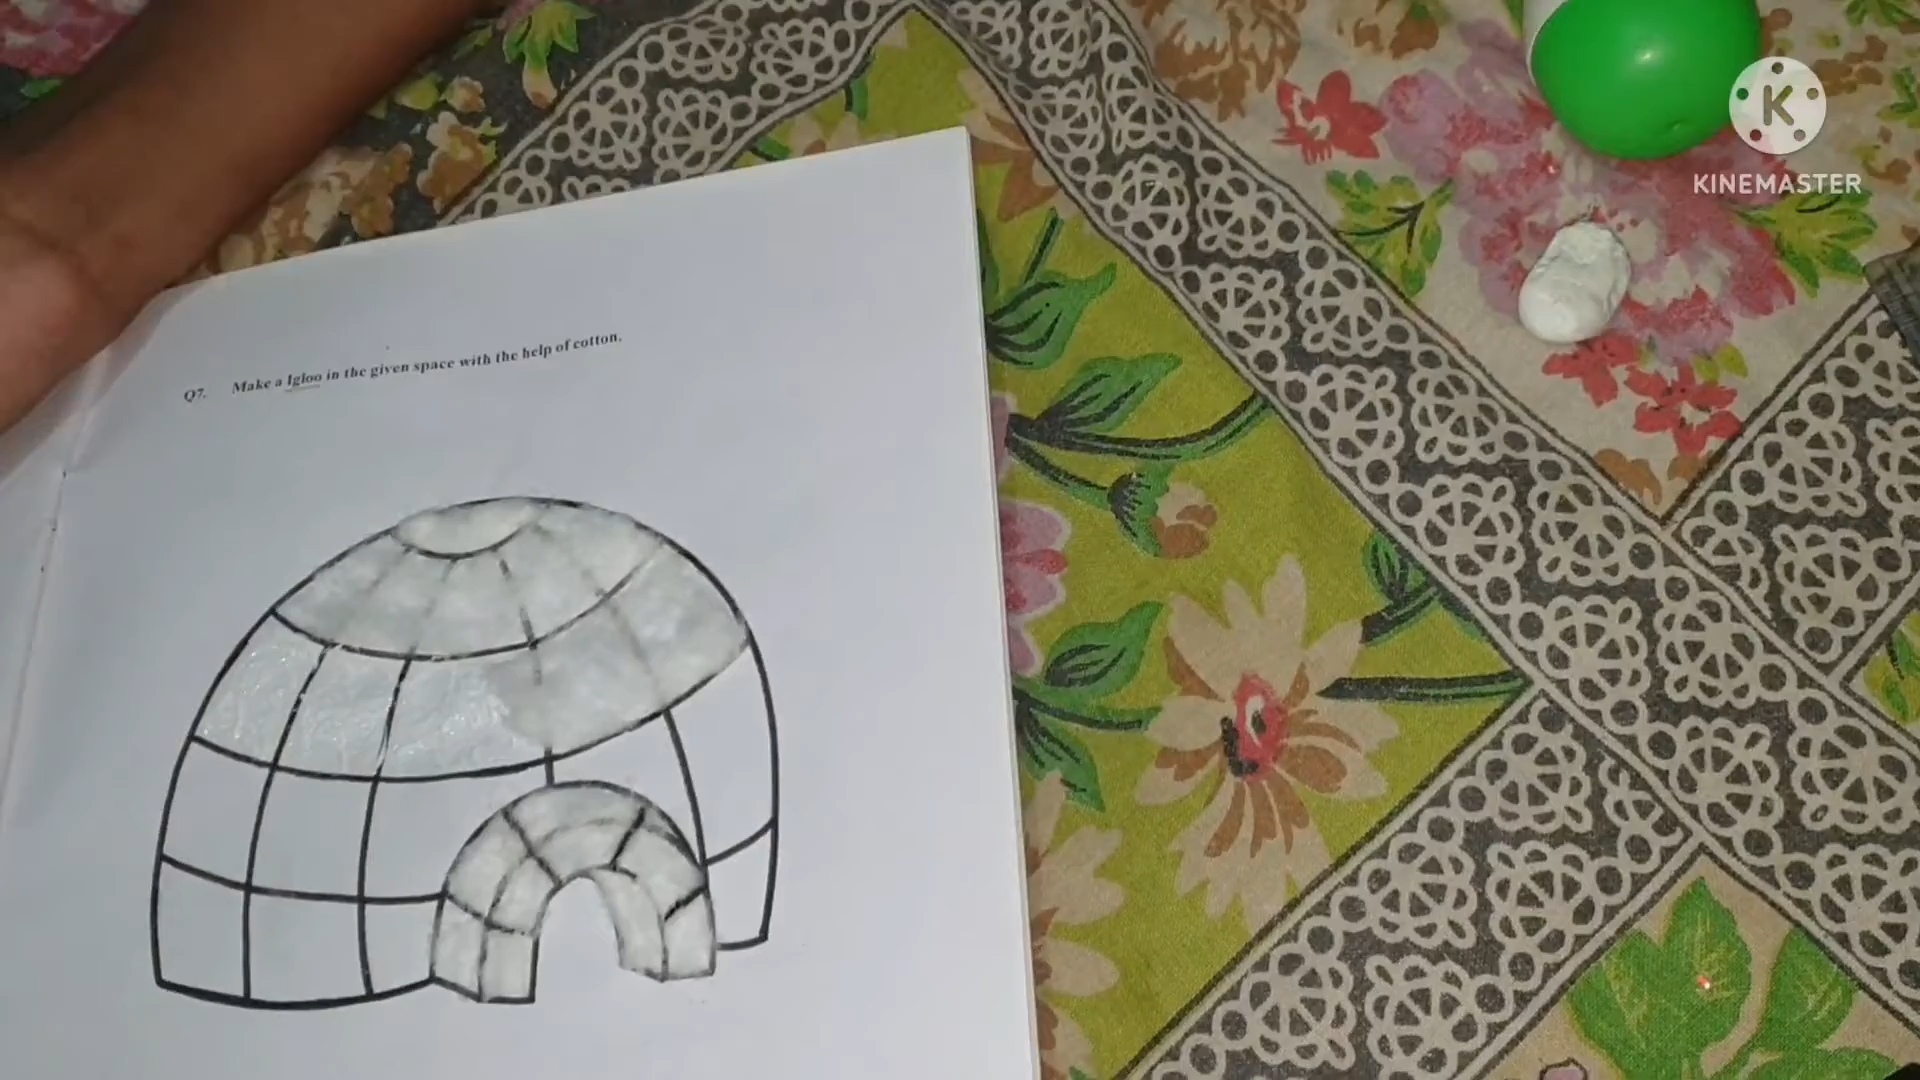 Q7. Make a Igloo in the given space with the help of cotton.
K
KINEMASTER